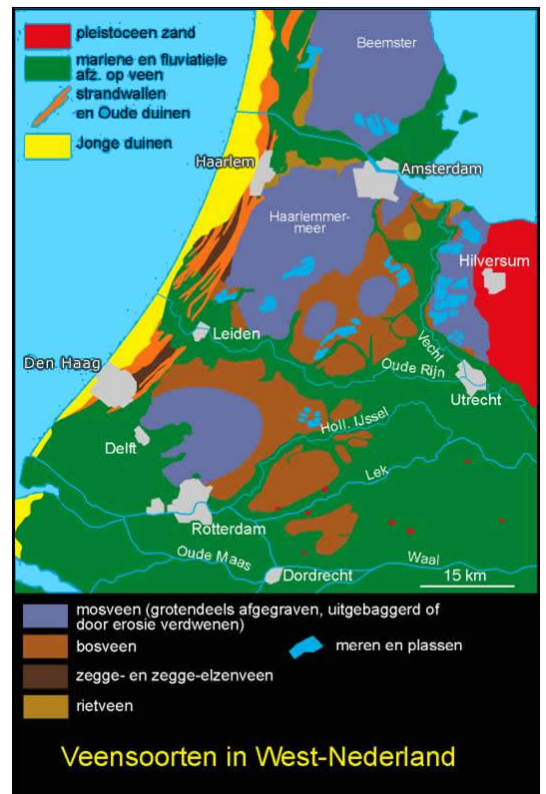 pleistoceen zand
mariene en fluviatiele
afz. op veen
strandwallen
en Oude duinen
Jonge duinen
Beemster
Haarlem
Amsterdam
Haarlemmer-
meer
Hilversum
Leiden
Vecht
Den Haag
Oude Rijn
Utrecht
Holl. IJssel
Delft
Lek
Rotterdam
Oude Maas
Waal
Dordrecht
15 km
mosveen (grotendeels afgegraven, uitgebaggerd of
door erosie verdwenen)
bosveen
meren en plassen
zegge- en zegge-elzenveen
rietveen
Veensoorten in West-Nederland